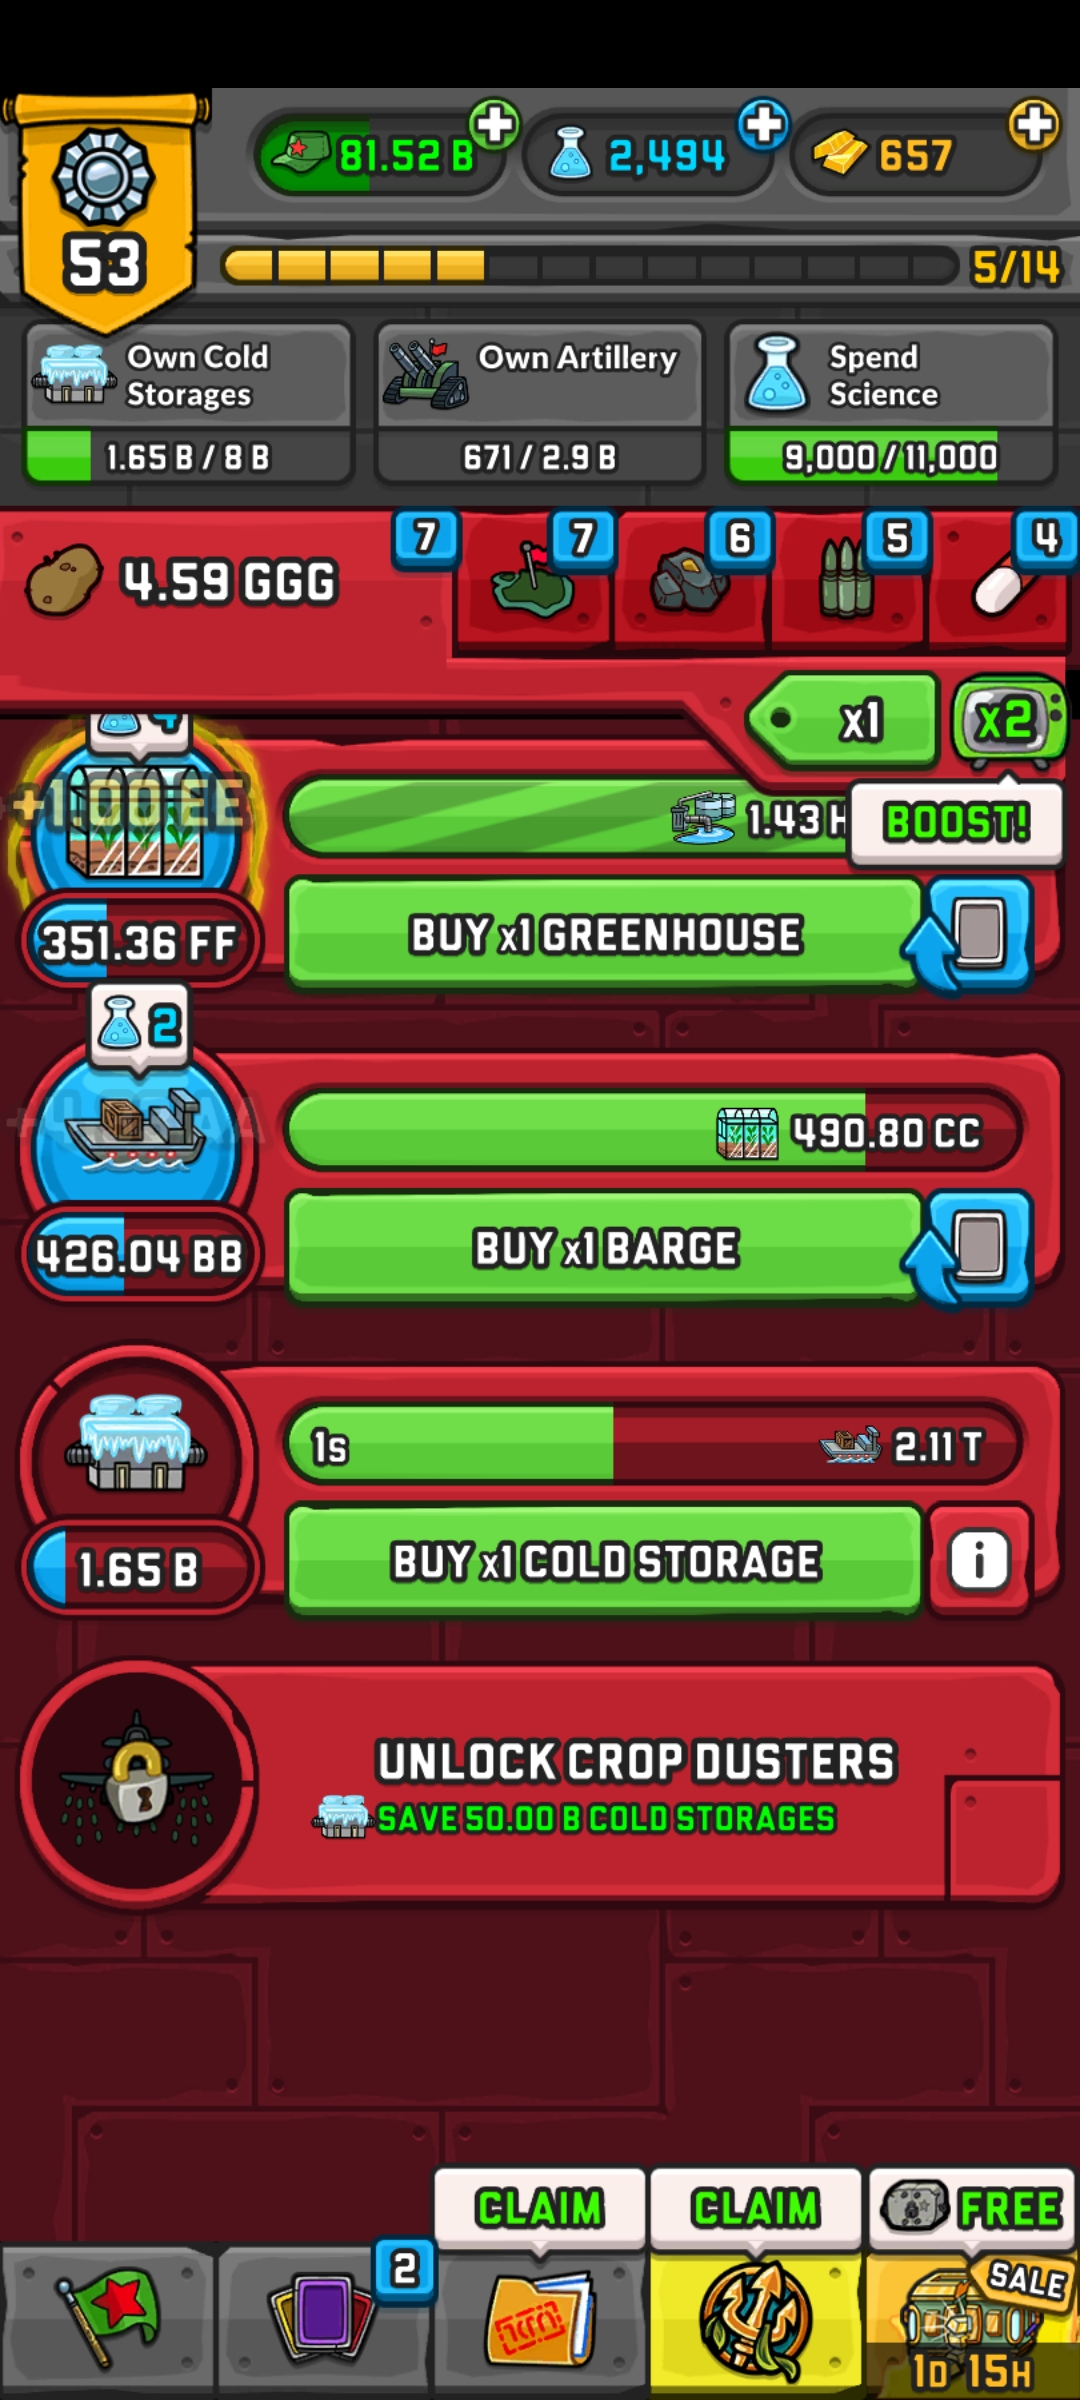 81.52 B
2,494
657
53
5/14
Own Cold
Storages
1.65 B / 8 B
Own Artillery
671 / 2.9 B
Spend
Science
9,000 / 11,000
4.59 GGG
7
7
6
5
4
x1
x2
BOOST!
4
+1.00 EE
1.43 H
351.36 FF
BUY x1 GREENHOUSE
2
490.80 CC
426.04 BB
BUY x1 BARGE
1s
2.11 T
1.65 B
BUY x1 COLD STORAGE
i
UNLOCK CROP DUSTERS
SAVE 50.00 B COLD STORAGES
CLAIM
CLAIM
FREE
2
SALE
1D 15H